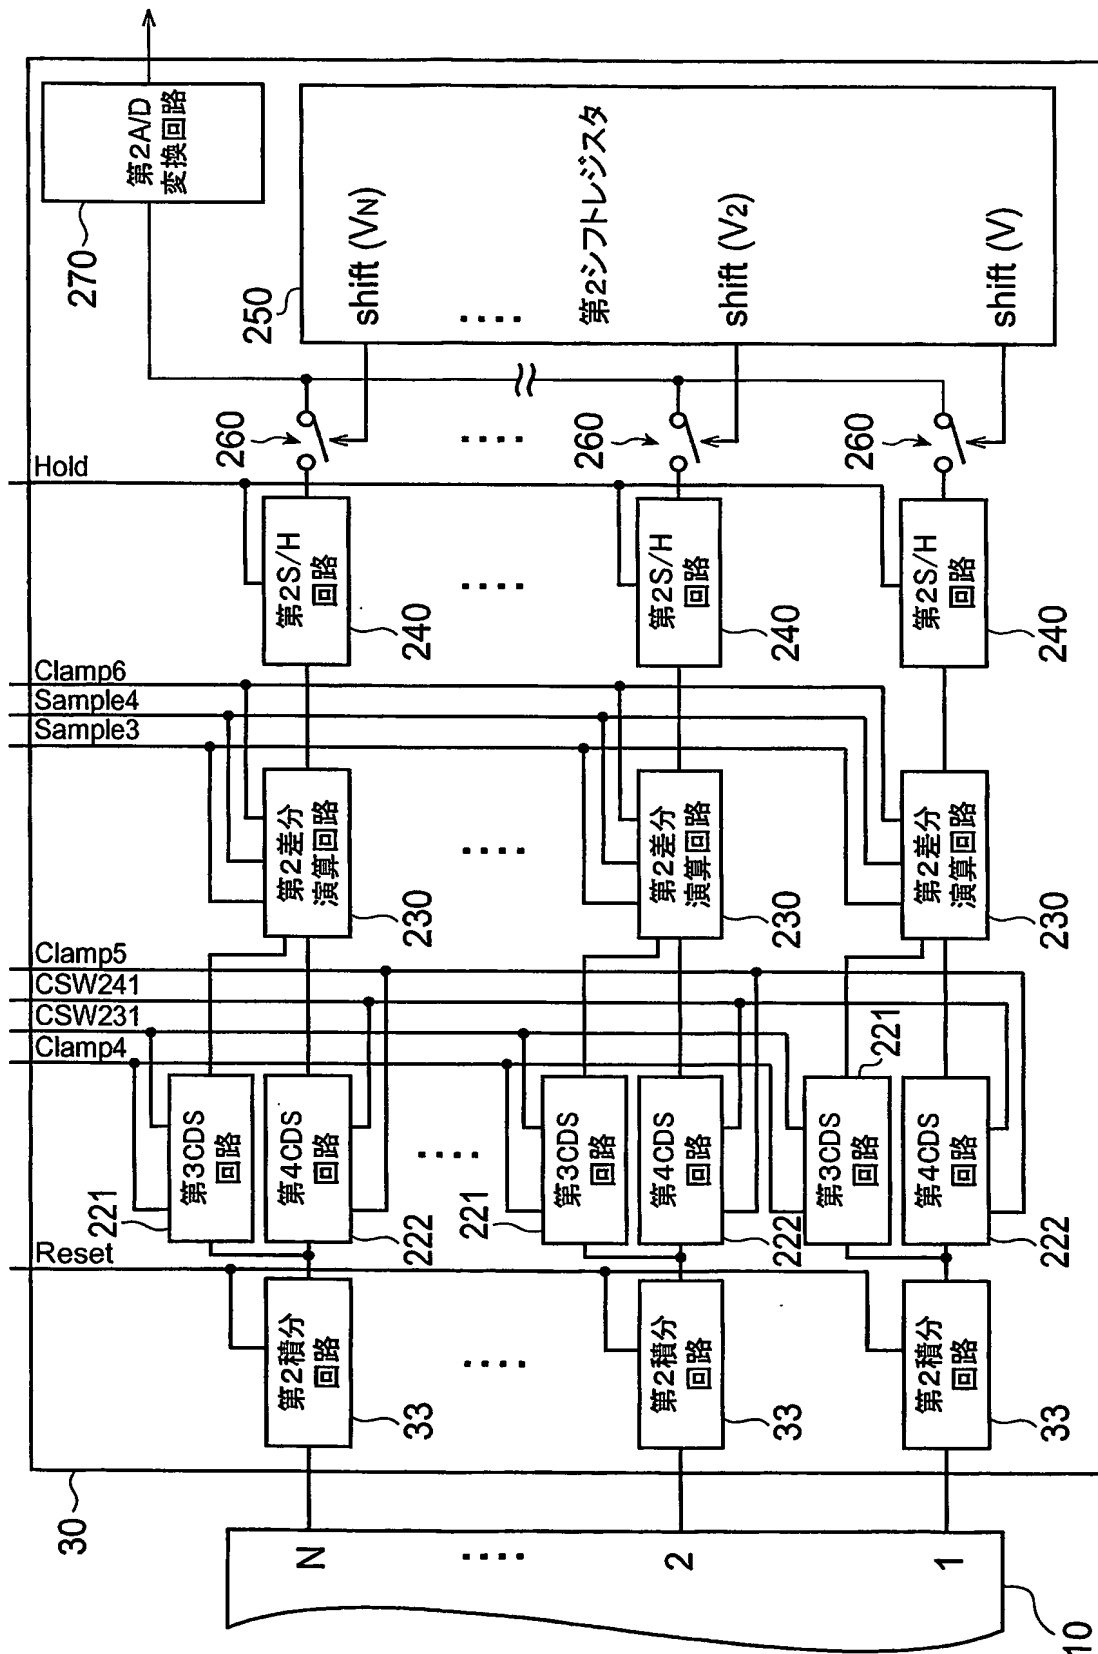 第2A/D
変換回路
270
250
shift (VN)
第2シフトレジスタ
shift (V2)
shift (V)
260
260
260
Hold
第2S/H
回路
240
第2S/H
回路
240
第2S/H
回路
240
Clamp6
Sample4
Sample3
第2差分
演算回路
230
第2差分
演算回路
230
第2差分
演算回路
230
Clamp5
CSW241
CSW231
Clamp4
第3CDS
回路
221
第4CDS
回路
222
第3CDS
回路
221
第4CDS
回路
222
第3CDS
回路
221
第4CDS
回路
222
Reset
第2積分
回路
33
第2積分
回路
33
第2積分
回路
33
30
N
2
1
10